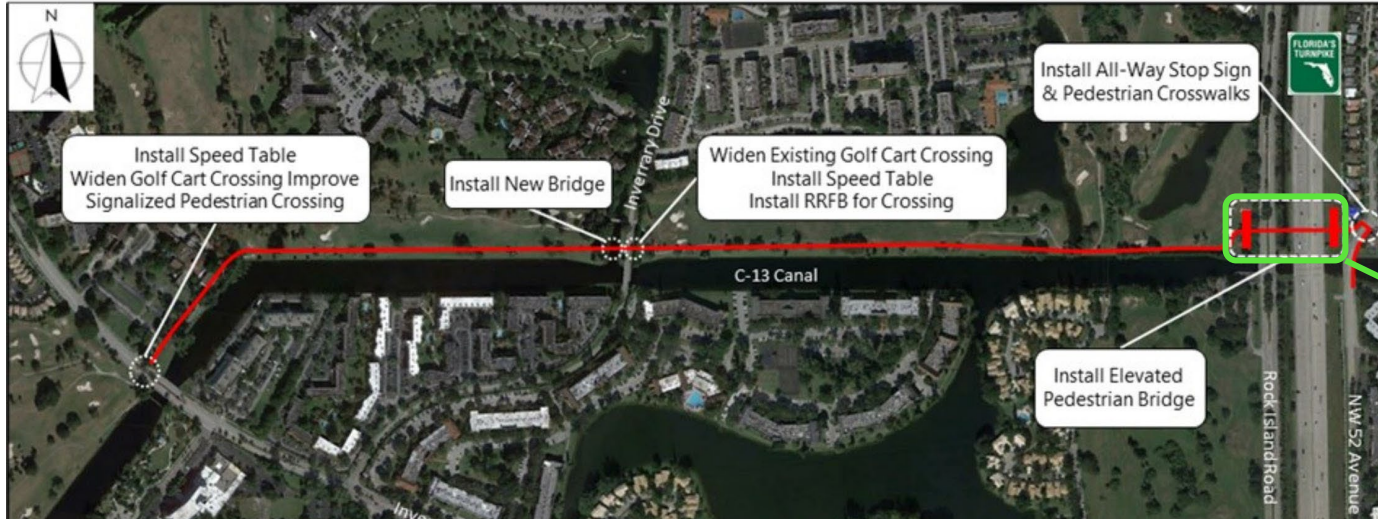 N
FLORIDA'S
TURNPIKE
Install All-Way Stop Sign
& Pedestrian Crosswalks
Install Speed Table
Widen Golf Cart Crossing Improve
Signalized Pedestrian Crossing
Install New Bridge
Inverrary Drive
Widen Existing Golf Cart Crossing
Install Speed Table
Install RRFB for Crossing
C-13 Canal
Install Elevated
Pedestrian Bridge
Rock Island Road
NW 52 Avenue